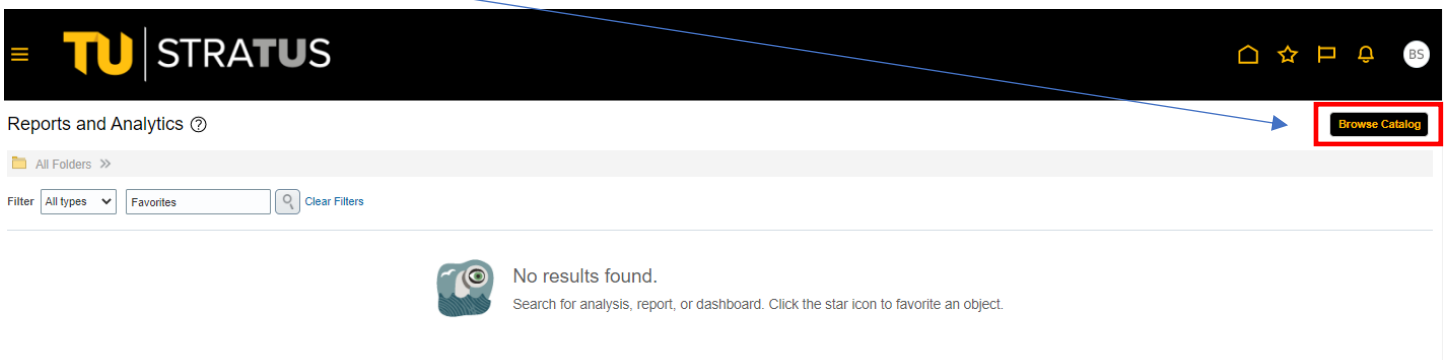 TU STRATUS
BS
Reports and Analytics ?
Browse Catalog
All Folders
Filter All types Favorites Clear Filters
No results found.
Search for analysis, report, or dashboard. Click the star icon to favorite an object.